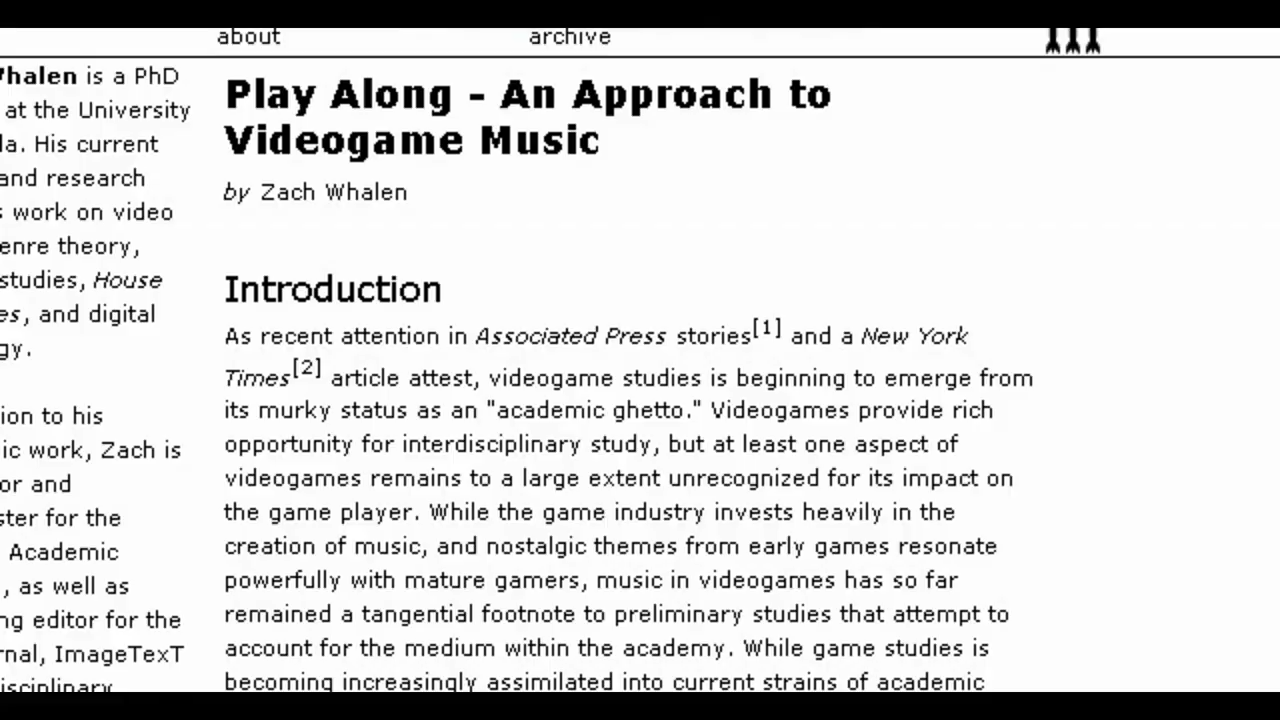 about
archive
Whalen is a PhD
at the University
la. His current
and research
s work on video
enre theory,
studies, House
es, and digital
gy.
ion to his
ic work, Zach is
or and
ster for the
Academic
, as well as
ng editor for the
rnal, ImageTexT
isciplinary
Play Along - An Approach to
Videogame Music
by Zach Whalen
Introduction
As recent attention in Associated Press stories[1] and a New York
Times[2] article attest, videogame studies is beginning to emerge from
its murky status as an "academic ghetto." Videogames provide rich
opportunity for interdisciplinary study, but at least one aspect of
videogames remains to a large extent unrecognized for its impact on
the game player. While the game industry invests heavily in the
creation of music, and nostalgic themes from early games resonate
powerfully with mature gamers, music in videogames has so far
remained a tangential footnote to preliminary studies that attempt to
account for the medium within the academy. While game studies is
becoming increasingly assimilated into current strains of academic